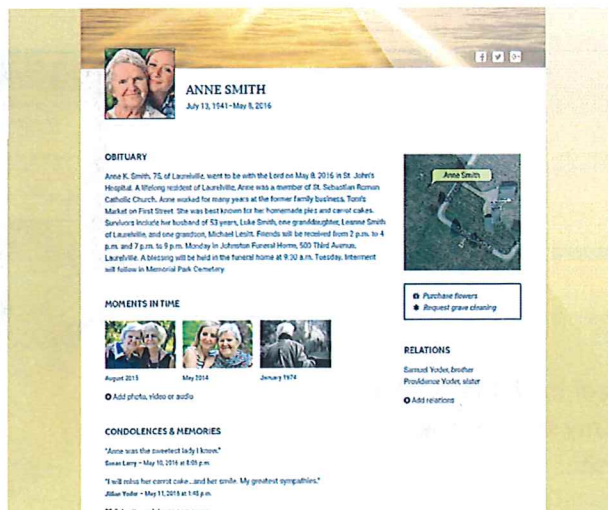 ANNE SMITH
July 13, 1941–May 8, 2016
OBITUARY
Anne K. Smith, 75, of Laurelville, went to be with the Lord on May 8, 2016 in St. John's
Hospital. A lifelong resident of Laurelville, Anne was a member of St. Sebastian Roman
Catholic Church. Anne worked for many years at the former family business, Tom's
Market on First Street. She was best known for her homemade pies and carrot cakes.
Survivors include her husband of 53 years, Luke Smith, one granddaughter, Leanne Smith
of Laurelville, and one grandson, Michael Leslit. Friends will be received from 2 p.m. to 4
p.m. and 7 p.m. to 9 p.m. Monday in Johnston Funeral Home, 500 Third Avenue,
Laurelville. A blessing will be held in the funeral home at 9:30 a.m. Tuesday. Interment
will follow in Memorial Park Cemetery.
Anne Smith
Purchase flowers
Request grave cleaning
MOMENTS IN TIME
August 2015
May 2014
January 1974
Add photo, video or audio
RELATIONS
Samuel Yoder, brother
Providence Yoder, sister
Add relations
CONDOLENCES & MEMORIES
"Anne was the sweetest lady I know."
Susan Larry – May 10, 2016 at 8:05 p.m.
"I will miss her carrot cake...and her smile. My greatest sympathies."
Jillian Yoder – May 11, 2016 at 1:45 p.m.